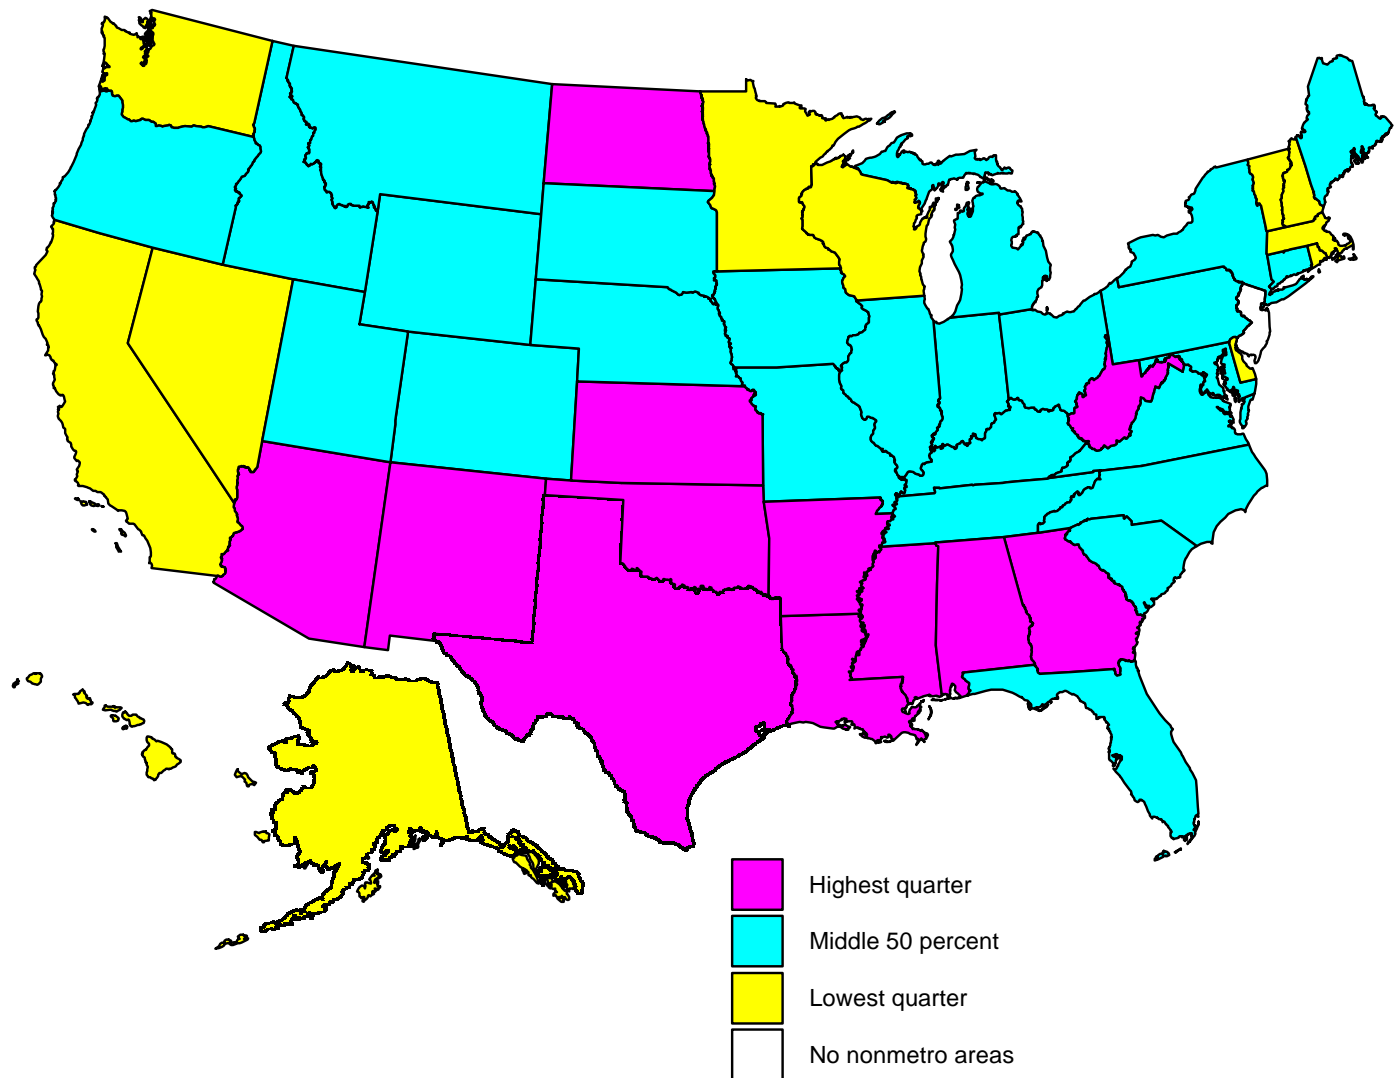 Highest quarter
Middle 50 percent
Lowest quarter
No nonmetro areas